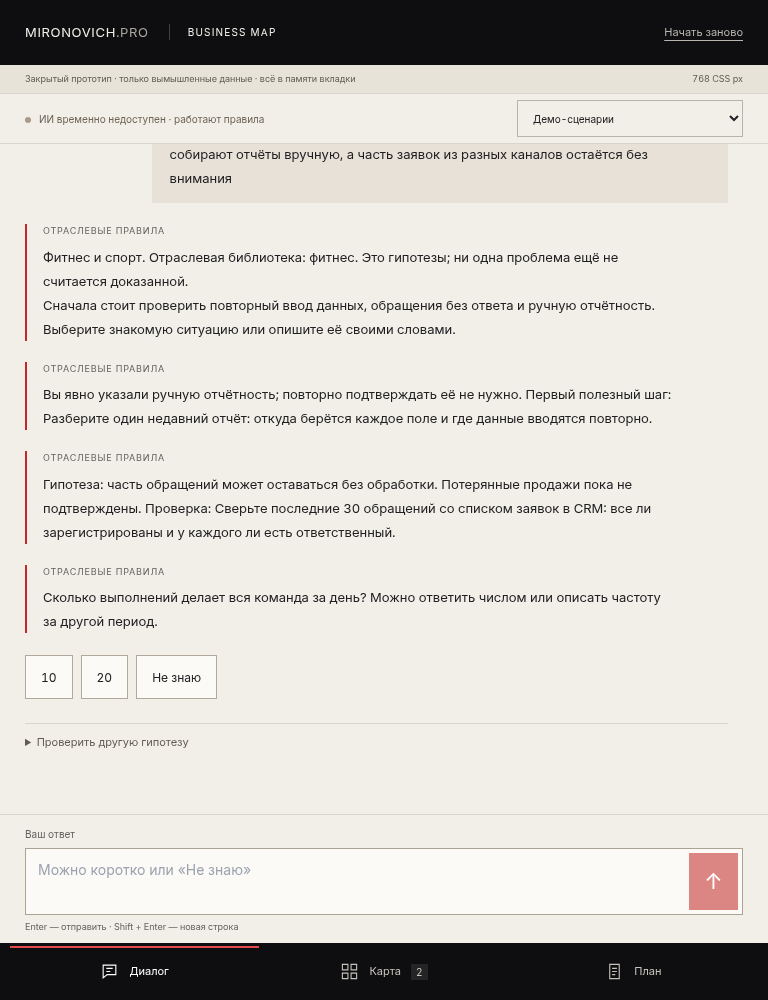 MIRONOVICH.PRO
BUSINESS MAP
Начать заново
Закрытый прототип · только вымышленные данные · всё в памяти вкладки
768 CSS px
ИИ временно недоступен · работают правила
Демо-сценарии
собирают отчёты вручную, а часть заявок из разных каналов остаётся без
внимания
ОТРАСЛЕВЫЕ ПРАВИЛА
Фитнес и спорт. Отраслевая библиотека: фитнес. Это гипотезы; ни одна проблема ещё не
считается доказанной.
Сначала стоит проверить повторный ввод данных, обращения без ответа и ручную отчётность.
Выберите знакомую ситуацию или опишите её своими словами.
ОТРАСЛЕВЫЕ ПРАВИЛА
Вы явно указали ручную отчётность; повторно подтверждать её не нужно. Первый полезный шаг:
Разберите один недавний отчёт: откуда берётся каждое поле и где данные вводятся повторно.
ОТРАСЛЕВЫЕ ПРАВИЛА
Гипотеза: часть обращений может оставаться без обработки. Потерянные продажи пока не
подтверждены. Проверка: Сверьте последние 30 обращений со списком заявок в CRM: все ли
зарегистрированы и у каждого ли есть ответственный.
ОТРАСЛЕВЫЕ ПРАВИЛА
Сколько выполнений делает вся команда за день? Можно ответить числом или описать частоту
за другой период.
10
20
Не знаю
Проверить другую гипотезу
Ваш ответ
Можно коротко или «Не знаю»
Enter — отправить · Shift + Enter — новая строка
Диалог
Карта 2
План